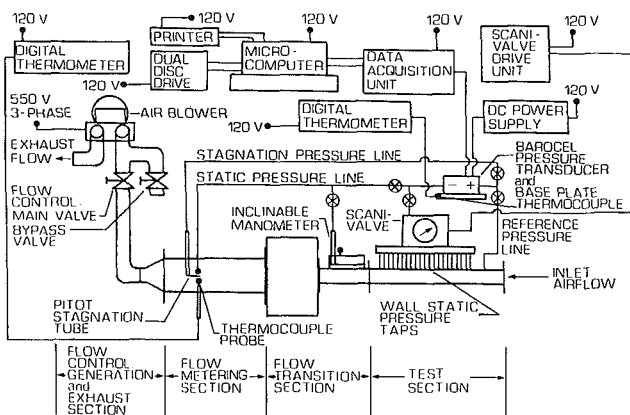 120 V
120 V
120 V
120 V
120 V
PRINTER
DIGITAL
THERMOMETER
DUAL
DISC
DRIVE
MICRO-
COMPUTER
DATA
ACQUISITION
UNIT
SCANI-
VALVE
DRIVE
UNIT
120 V
550 V
3-PHASE
AIR BLOWER
DIGITAL
THERMOMETER
120 V
DC POWER
SUPPLY
120 V
EXHAUST
FLOW
STAGNATION PRESSURE LINE
STATIC PRESSURE LINE
BAROCEL
PRESSURE
TRANSDUCER
and
BASE PLATE
THERMOCOUPLE
- +
FLOW
CONTROL
MAIN VALVE
BYPASS
VALVE
INCLINABLE
MANOMETER
SCANI-
VALVE
REFERENCE
PRESSURE
LINE
INLET
AIRFLOW
PITOT
STAGNATION
TUBE
THERMOCOUPLE
PROBE
WALL STATIC
PRESSURE
TAPS
FLOW
CONTROL
GENERATION
and
EXHAUST
SECTION
FLOW
METERING
SECTION
FLOW
TRANSITION
SECTION
TEST
SECTION